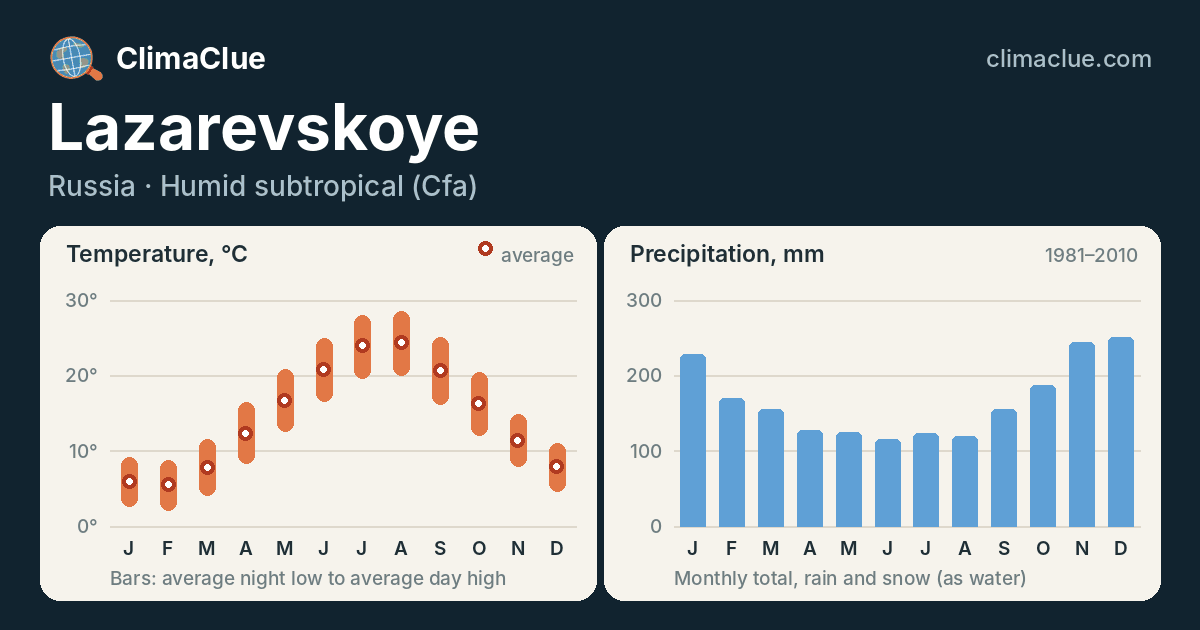 ClimaClue
climaclue.com
Lazarevskoye
Russia · Humid subtropical (Cfa)
Temperature, °C
average
30°
20°
10°
0°
J F M A M J J A S O N D
Bars: average night low to average day high
Precipitation, mm
1981–2010
300
200
100
0
J F M A M J J A S O N D
Monthly total, rain and snow (as water)